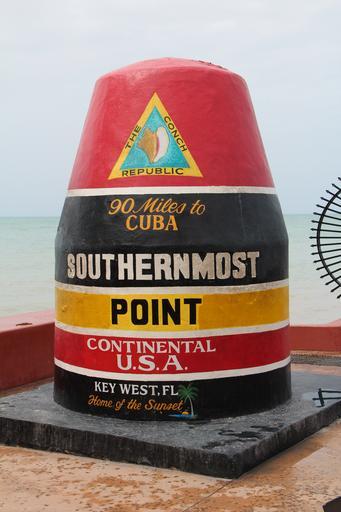 THE CONCH
REPUBLIC
90 Miles to
CUBA
SOUTHERNMOST
POINT
CONTINENTAL
U.S.A.
KEY WEST, FL
Home of the Sunset